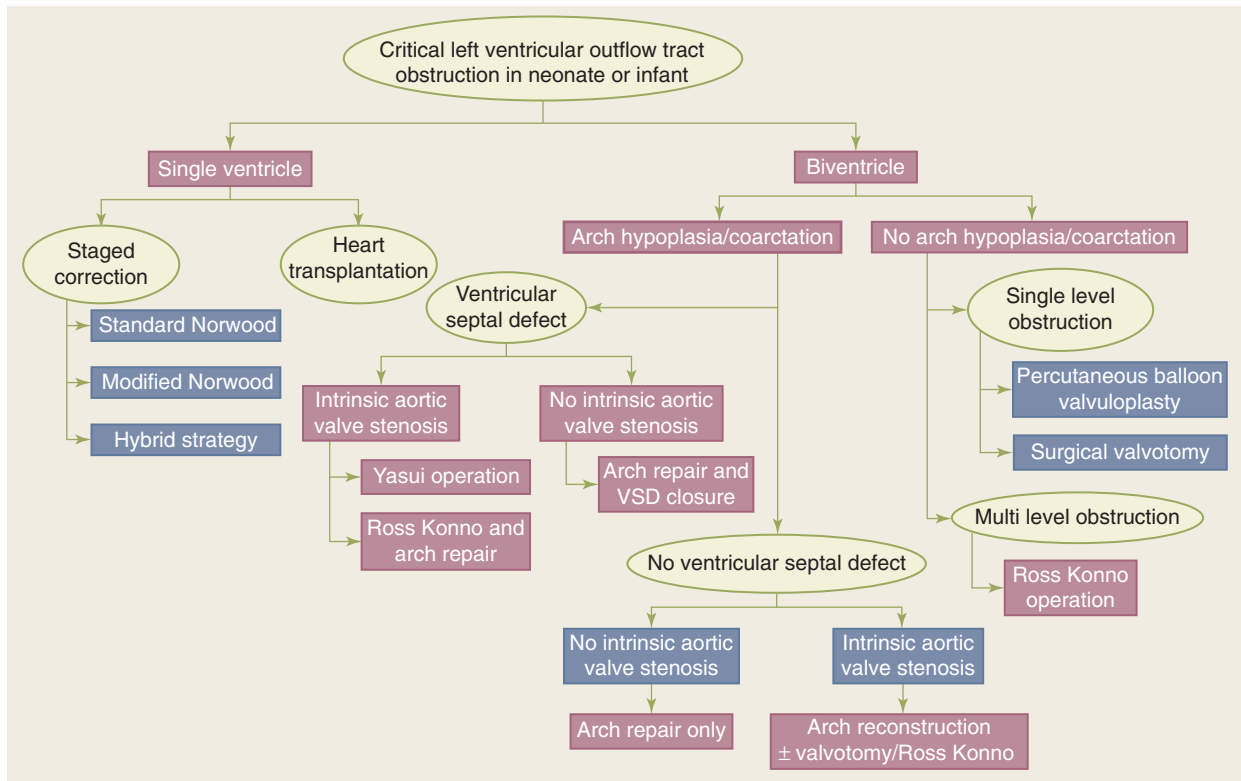 Critical left ventricular outflow tract
obstruction in neonate or infant
Single ventricle
Biventricle
Staged
correction
Heart
transplantation
Arch hypoplasia/coarctation
No arch hypoplasia/coarctation
Standard Norwood
Modified Norwood
Hybrid strategy
Ventricular
septal defect
Single level
obstruction
Intrinsic aortic
valve stenosis
No intrinsic aortic
valve stenosis
Percutaneous balloon
valvuloplasty
Surgical valvotomy
Yasui operation
Arch repair and
VSD closure
Ross Konno and
arch repair
Multi level obstruction
No ventricular septal defect
Ross Konno
operation
No intrinsic aortic
valve stenosis
Intrinsic aortic
valve stenosis
Arch repair only
Arch reconstruction
± valvotomy/Ross Konno